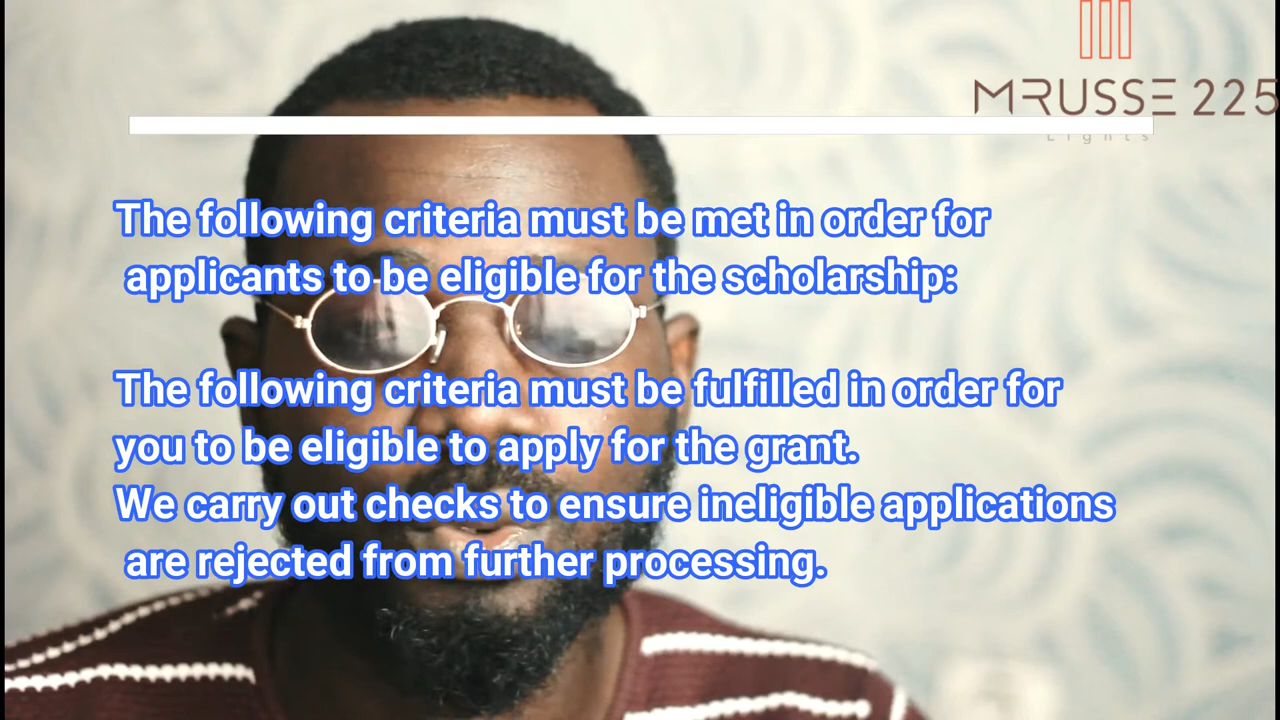 MRUSSE 225
Lights
The following criteria must be met in order for
applicants to be eligible for the scholarship:
The following criteria must be fulfilled in order for
you to be eligible to apply for the grant.
We carry out checks to ensure ineligible applications
are rejected from further processing.